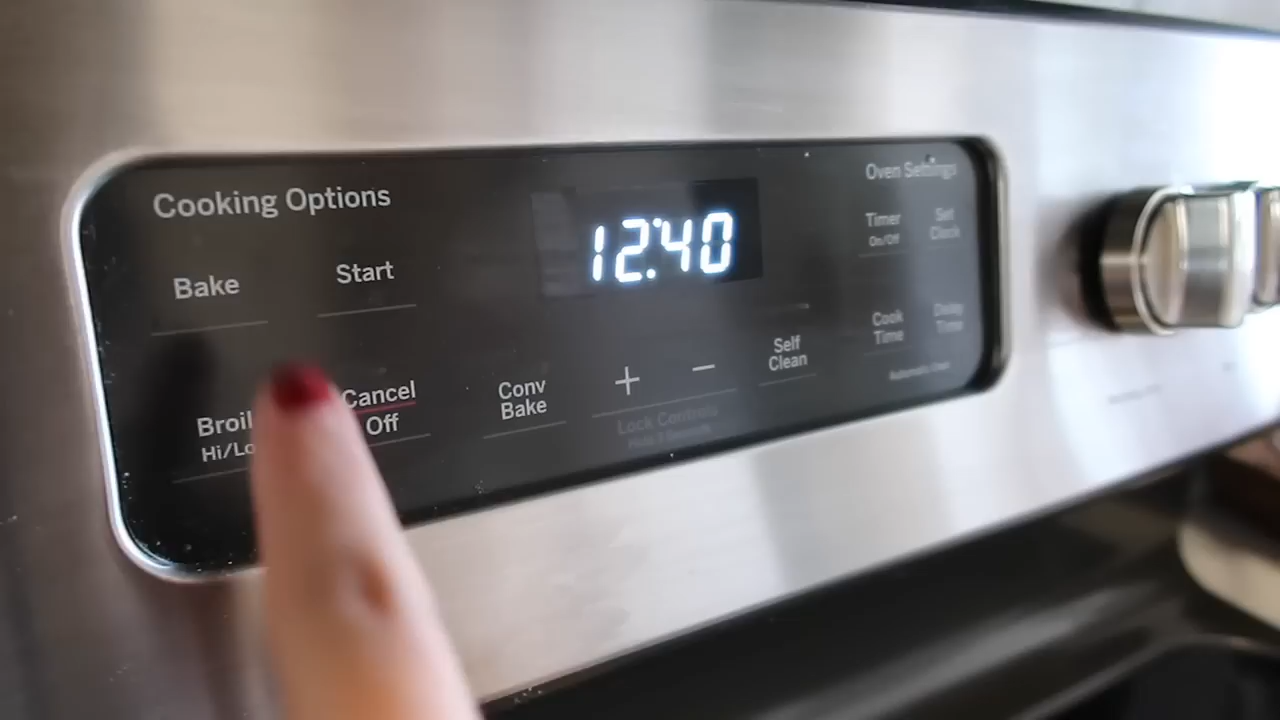 Cooking Options
Bake
Start
Broil
Hi/Lo
Cancel
Off
Conv
Bake
+
−
Lock Controls
Self
Clean
12:40
Oven Settings
Timer
On/Off
Set
Clock
Cook
Time
Delay
Time